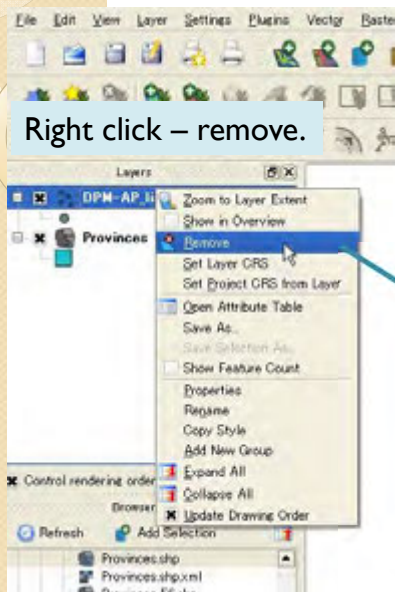 File Edit View Layer Settings Plugins Vector Raster
Right click – remove.
Layers
DPM-AP_li
Provinces
Zoom to Layer Extent
Show in Overview
Remove
Set Layer CRS
Set Project CRS from Layer
Open Attribute Table
Save As...
Save Selection As...
Show Feature Count
Properties
Rename
Copy Style
Add New Group
Expand All
Collapse All
Update Drawing Order
Control rendering order
Browser
Refresh Add Selection
Provinces.shp
Provinces.shp.xml